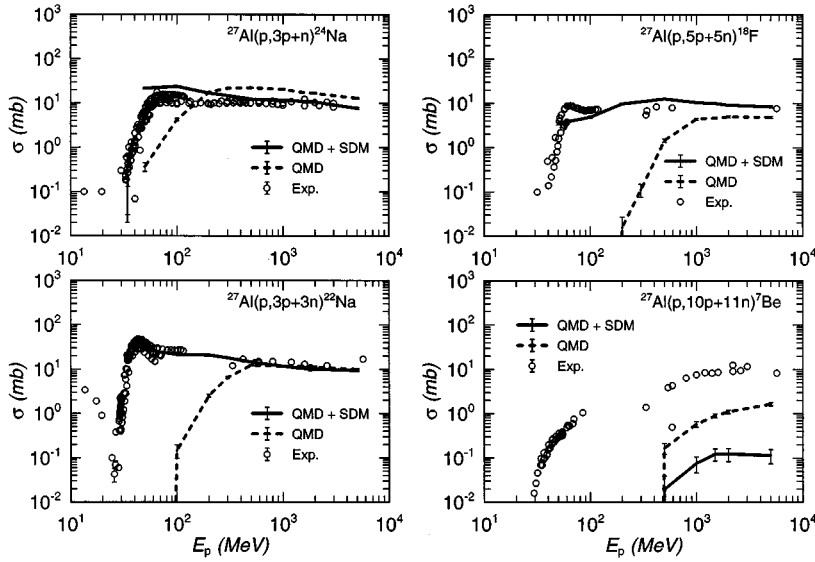 ²⁷Al(p,3p+n)²⁴Na
σ (mb)
10²
10¹
10⁰
10⁻¹
10⁻²
QMD + SDM
QMD
Exp.
10¹ 10² 10³ 10⁴
²⁷Al(p,5p+5n)¹⁸F
σ (mb)
10²
10¹
10⁰
10⁻¹
10⁻²
QMD + SDM
QMD
Exp.
10¹ 10² 10³ 10⁴
²⁷Al(p,3p+3n)²²Na
σ (mb)
10²
10¹
10⁰
10⁻¹
10⁻²
QMD + SDM
QMD
Exp.
10¹ 10² 10³ 10⁴
Eₚ (MeV)
²⁷Al(p,10p+11n)⁷Be
σ (mb)
10²
10¹
10⁰
10⁻¹
10⁻²
QMD + SDM
QMD
Exp.
10¹ 10² 10³ 10⁴
Eₚ (MeV)